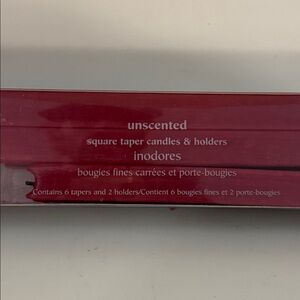 unscented
square taper candles & holders
inodores
bougies fines carrées et porte-bougies
Contains 6 tapers and 2 holders/Contient 6 bougies fines et 2 porte-bougies